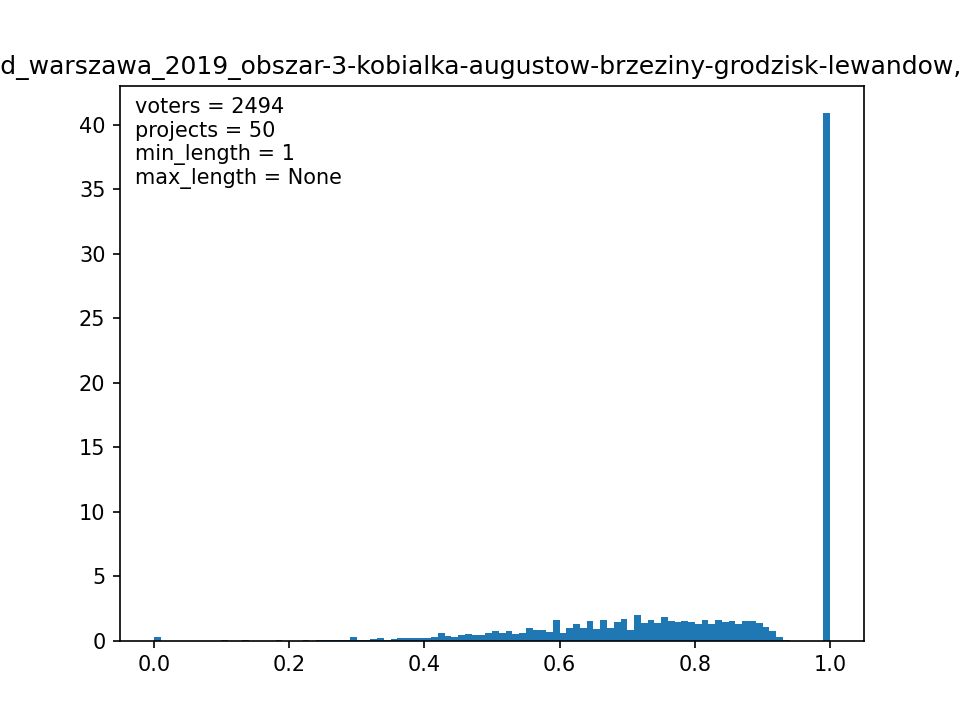 d_warszawa_2019_obszar-3-kobialka-augustow-brzeziny-grodzisk-lewandow,
voters = 2494
projects = 50
min_length = 1
max_length = None
40
35
30
25
20
15
10
5
0
0.0 0.2 0.4 0.6 0.8 1.0